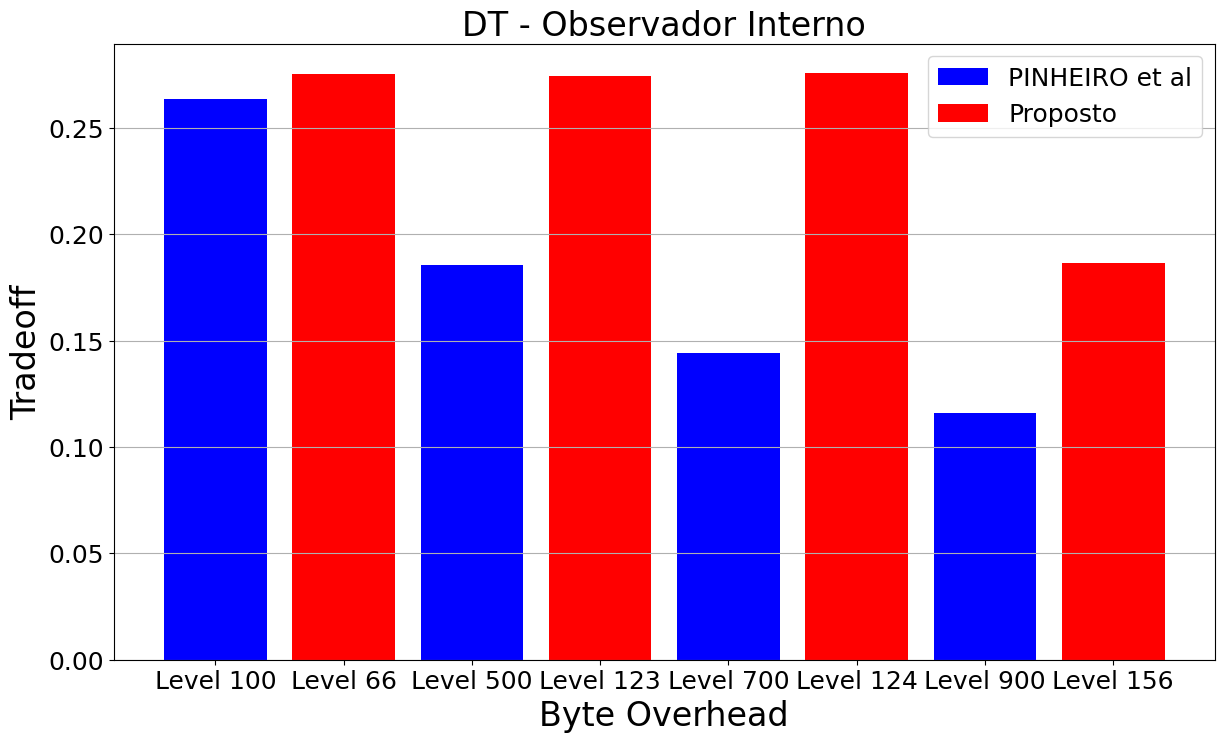 DT - Observador Interno
PINHEIRO et al
Proposto
Tradeoff
0.25
0.20
0.15
0.10
0.05
0.00
Level 100 Level 66 Level 500 Level 123 Level 700 Level 124 Level 900 Level 156
Byte Overhead